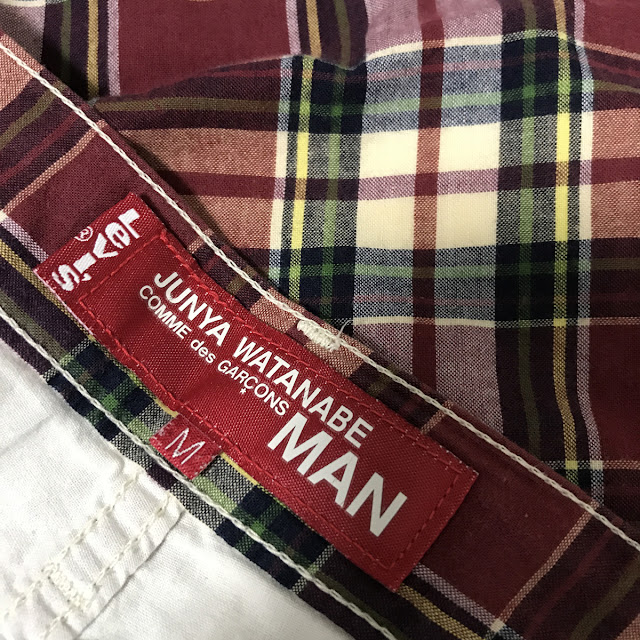 Levi's®
JUNYA WATANABE
COMME des GARÇONS
MAN
M